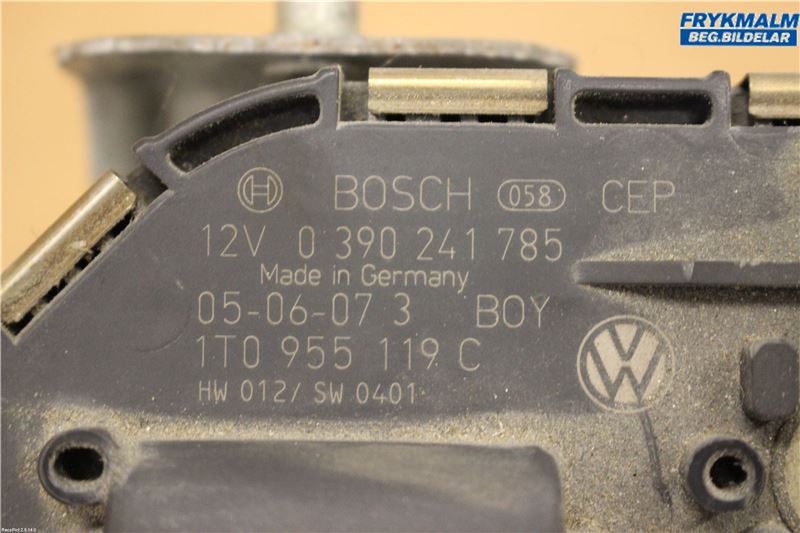 FRYKMALM
BEG.BILDELAR
BOSCH 058 CEP
12V 0 390 241 785
Made in Germany
05-06-07 3 BOY
1T0 955 119 C
HW 012/ SW 0401